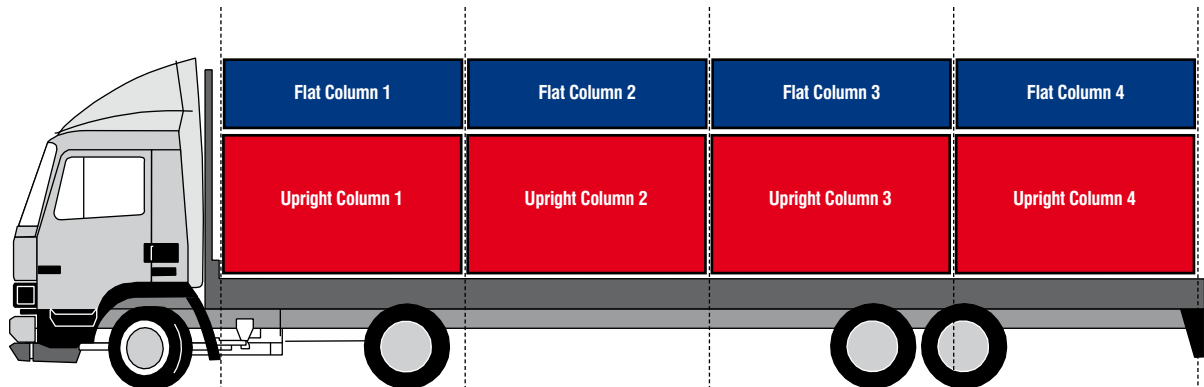 Flat Column 1
Flat Column 2
Flat Column 3
Flat Column 4
Upright Column 1
Upright Column 2
Upright Column 3
Upright Column 4